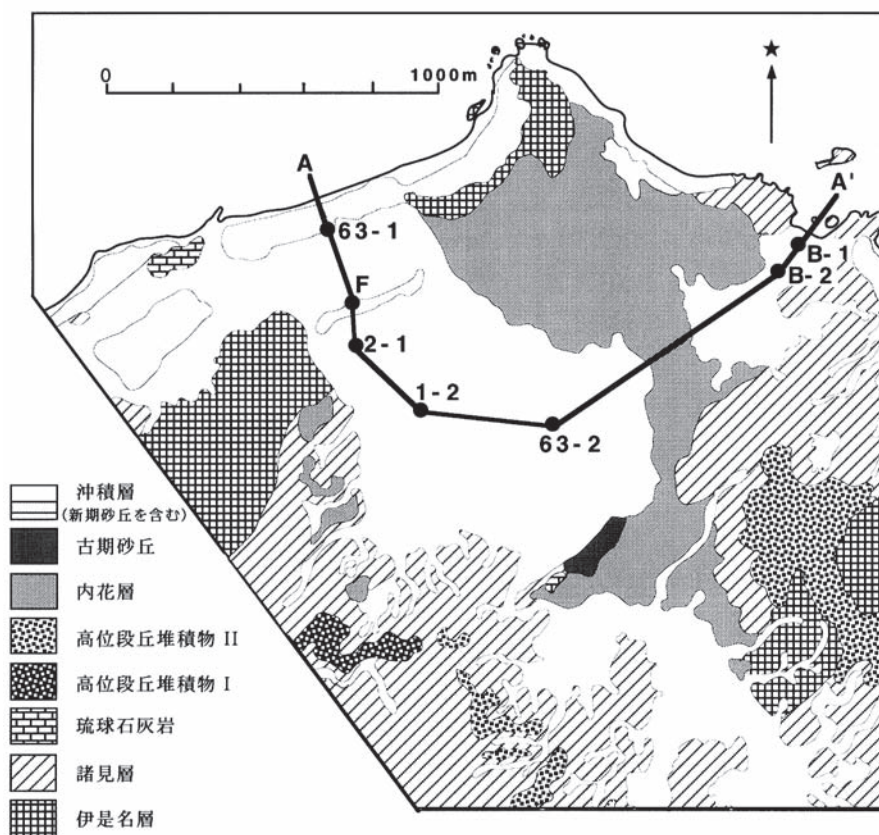 0 1000m
★
A
A'
63-1
B-1
B-2
F
2-1
1-2
63-2
沖積層
(新期砂丘を含む)
古期砂丘
内花層
高位段丘堆積物 II
高位段丘堆積物 I
琉球石灰岩
諸見層
伊是名層